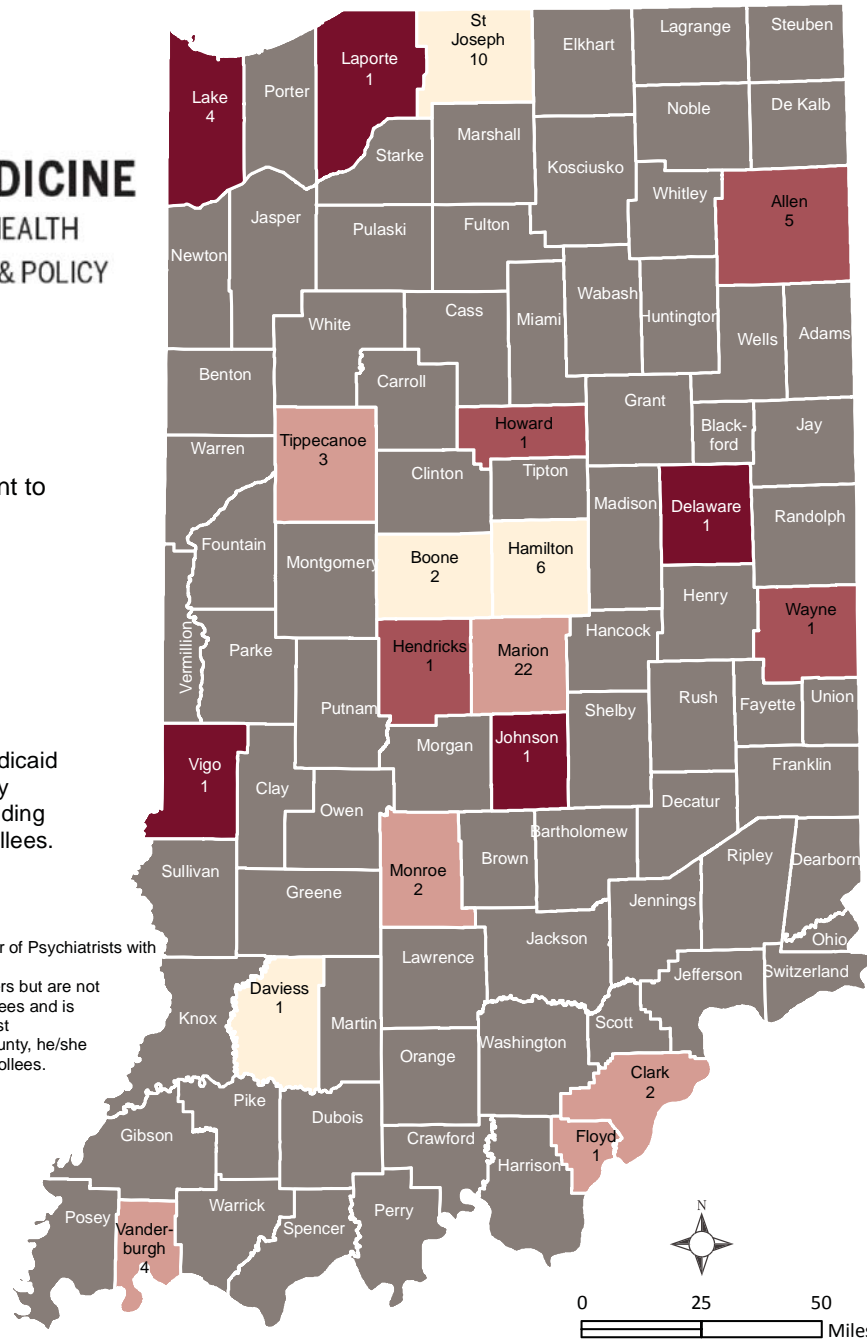 DICINE
EALTH
& POLICY
nt to
dicaid
y
ding
llees.
r of Psychiatrists with
rs but are not
ees and is
st
unty, he/she
ollees.
St
Joseph
10
Elkhart
Lagrange
Steuben
Lake
4
Porter
Laporte
1
Noble
De Kalb
Starke
Marshall
Kosciusko
Whitley
Allen
5
Newton
Jasper
Pulaski
Fulton
White
Cass
Miami
Wabash
Huntington
Wells
Adams
Benton
Carroll
Grant
Black-
ford
Jay
Warren
Tippecanoe
3
Howard
1
Clinton
Tipton
Madison
Delaware
1
Randolph
Fountain
Montgomery
Boone
2
Hamilton
6
Henry
Wayne
1
Vermillion
Parke
Hendricks
1
Marion
22
Hancock
Putnam
Shelby
Rush
Fayette
Union
Vigo
1
Clay
Morgan
Johnson
1
Franklin
Owen
Decatur
Sullivan
Greene
Monroe
2
Brown
Bartholomew
Ripley
Dearborn
Jennings
Jackson
Ohio
Lawrence
Jefferson
Switzerland
Knox
Daviess
1
Martin
Scott
Orange
Washington
Clark
2
Pike
Dubois
Gibson
Crawford
Floyd
1
Harrison
Posey
Vander-
burgh
4
Warrick
Spencer
Perry
N
0 25 50
Miles